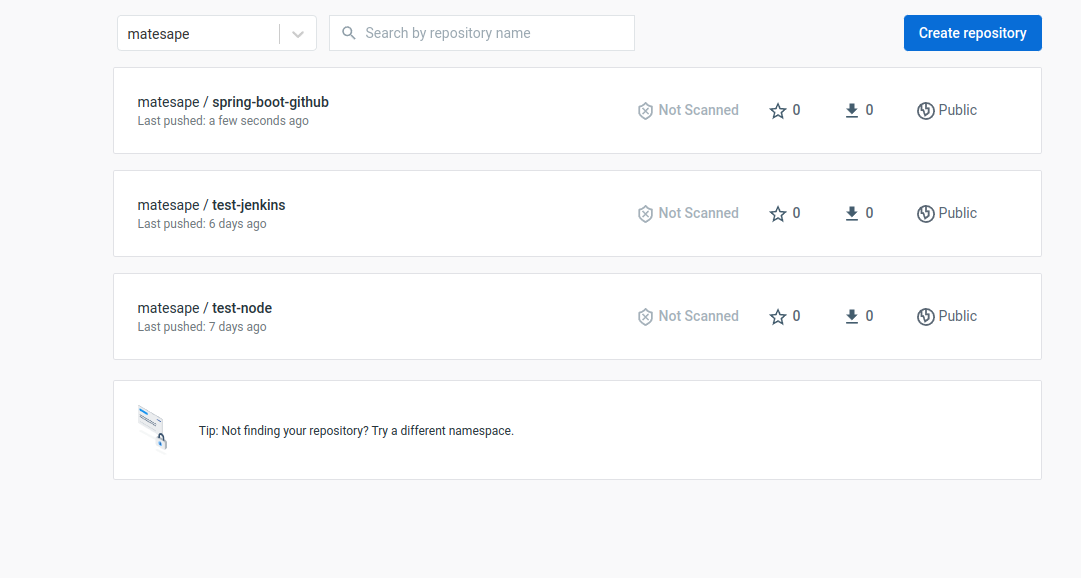 matesape
Search by repository name
Create repository
matesape / spring-boot-github
Last pushed: a few seconds ago
Not Scanned
0
0
Public
matesape / test-jenkins
Last pushed: 6 days ago
Not Scanned
0
0
Public
matesape / test-node
Last pushed: 7 days ago
Not Scanned
0
0
Public
Tip: Not finding your repository? Try a different namespace.